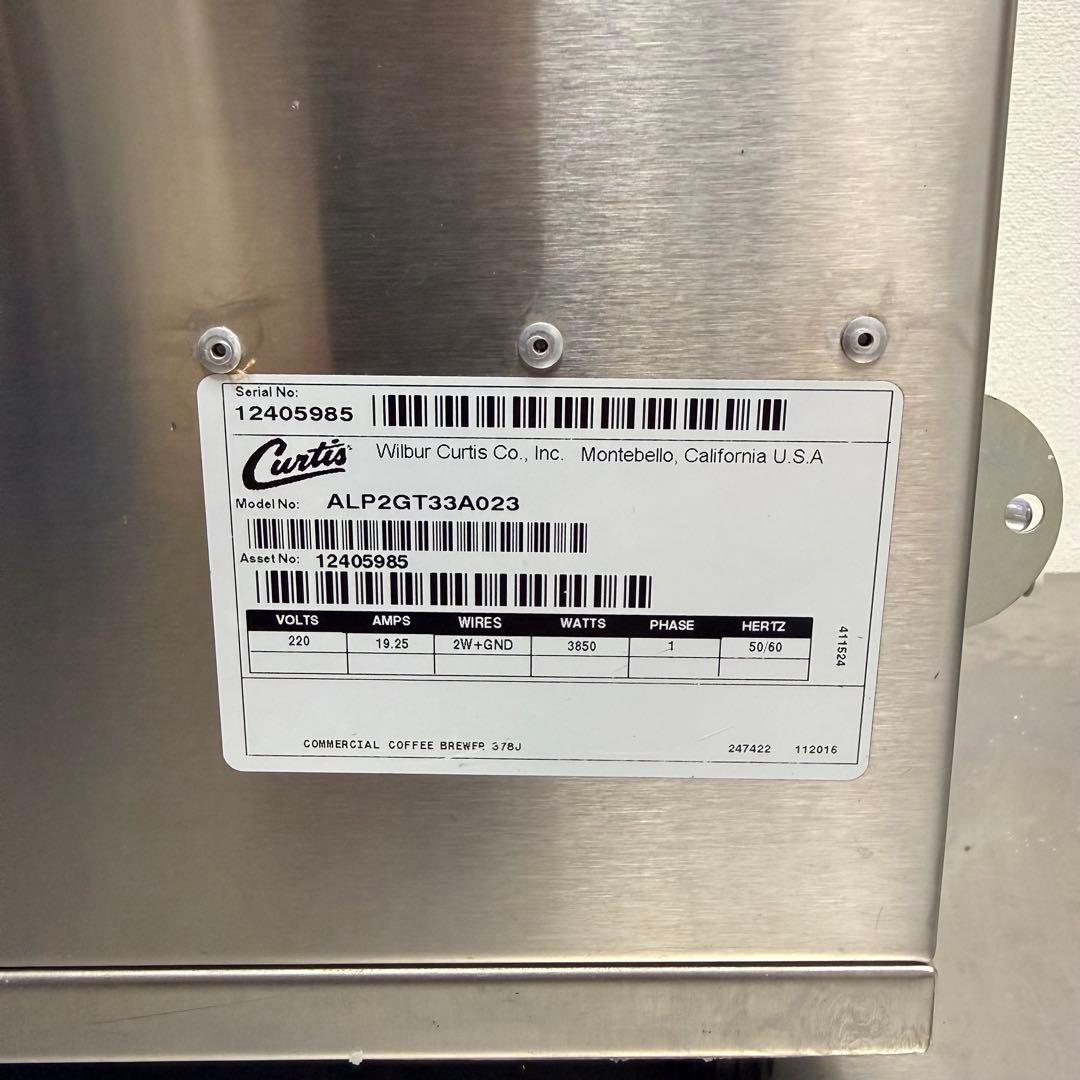 Serial No:
12405985
Curtis Wilbur Curtis Co., Inc. Montebello, California U.S.A
Model No: ALP2GT33A023
Asset No: 12405985
VOLTS AMPS WIRES WATTS PHASE HERTZ
220 19.25 2W+GND 3850 1 50/60
411524
COMMERCIAL COFFEE BREWER 378J 247422 112016